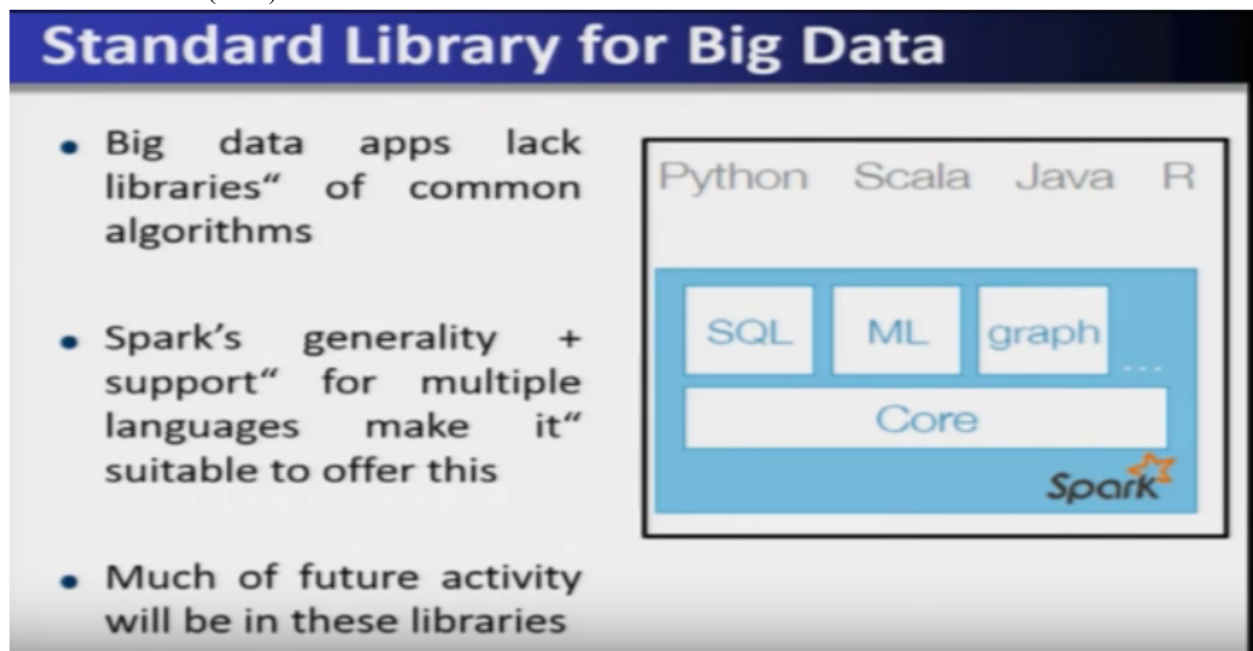 Standard Library for Big Data
• Big data apps lack
libraries“ of common
algorithms
• Spark’s generality +
support“ for multiple
languages make it“
suitable to offer this
• Much of future activity
will be in these libraries
Python Scala Java R
SQL ML graph ...
Core
Spark